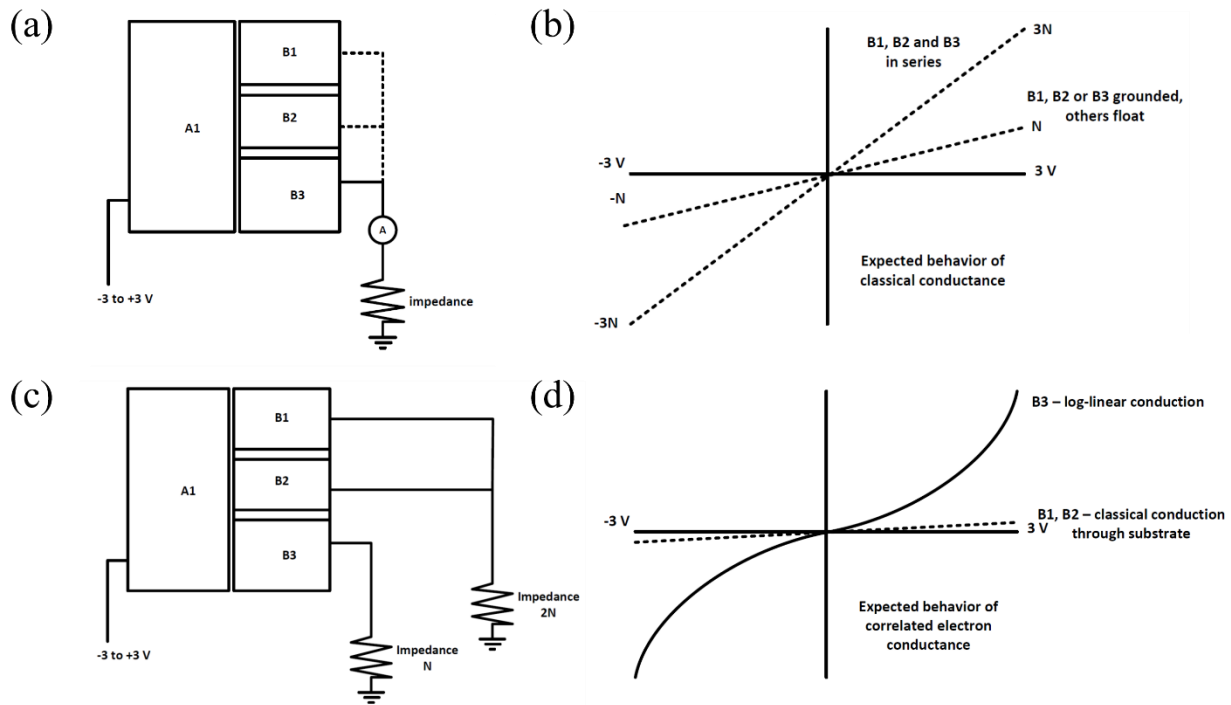 (a)
A1
B1
B2
B3
A
impedance
-3 to +3 V
(b)
3N
B1, B2 and B3
in series
B1, B2 or B3 grounded,
others float
N
-3 V
3 V
-N
Expected behavior of
classical conductance
-3N
(c)
A1
B1
B2
B3
Impedance
2N
Impedance
N
-3 to +3 V
(d)
B3 – log-linear conduction
-3 V
B1, B2 – classical conduction
3 V
through substrate
Expected behavior of
correlated electron
conductance